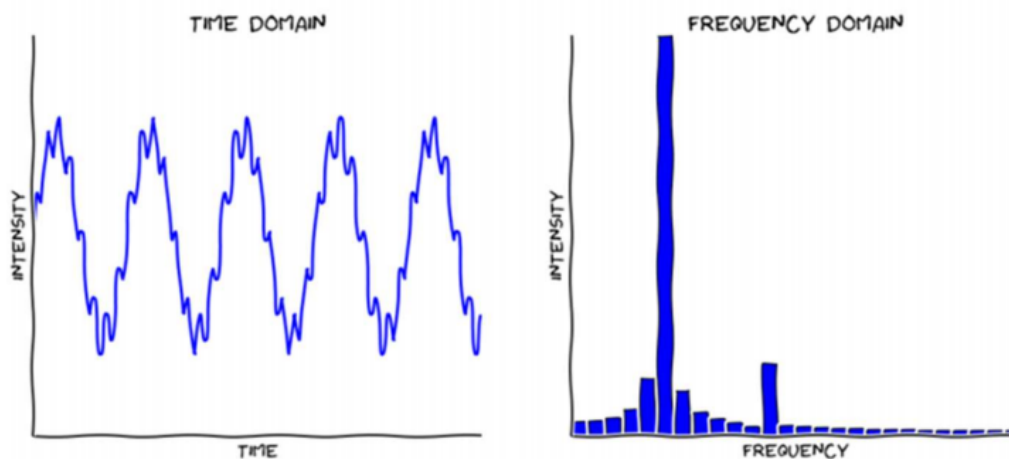 TIME DOMAIN
INTENSITY
TIME
FREQUENCY DOMAIN
INTENSITY
FREQUENCY